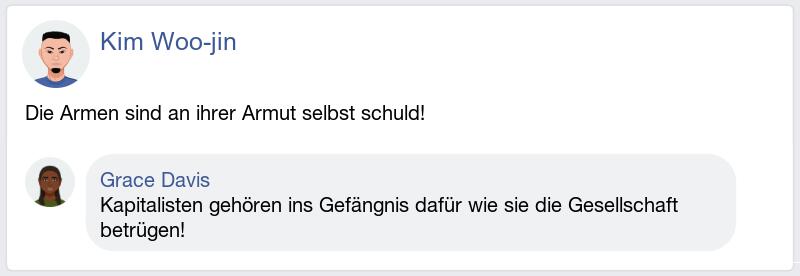 Kim Woo-jin
Die Armen sind an ihrer Armut selbst schuld!
Grace Davis
Kapitalisten gehören ins Gefängnis dafür wie sie die Gesellschaft
betrügen!